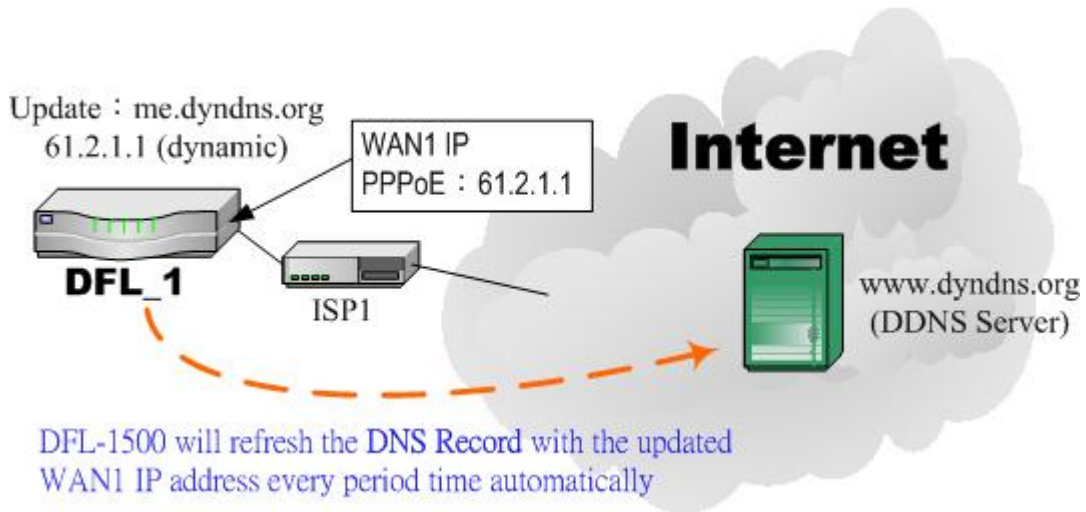 Update : me.dyndns.org
61.2.1.1 (dynamic)
WAN1 IP
PPPoE : 61.2.1.1
Internet
DFL_1
ISP1
www.dyndns.org
(DDNS Server)
DFL-1500 will refresh the DNS Record with the updated
WAN1 IP address every period time automatically